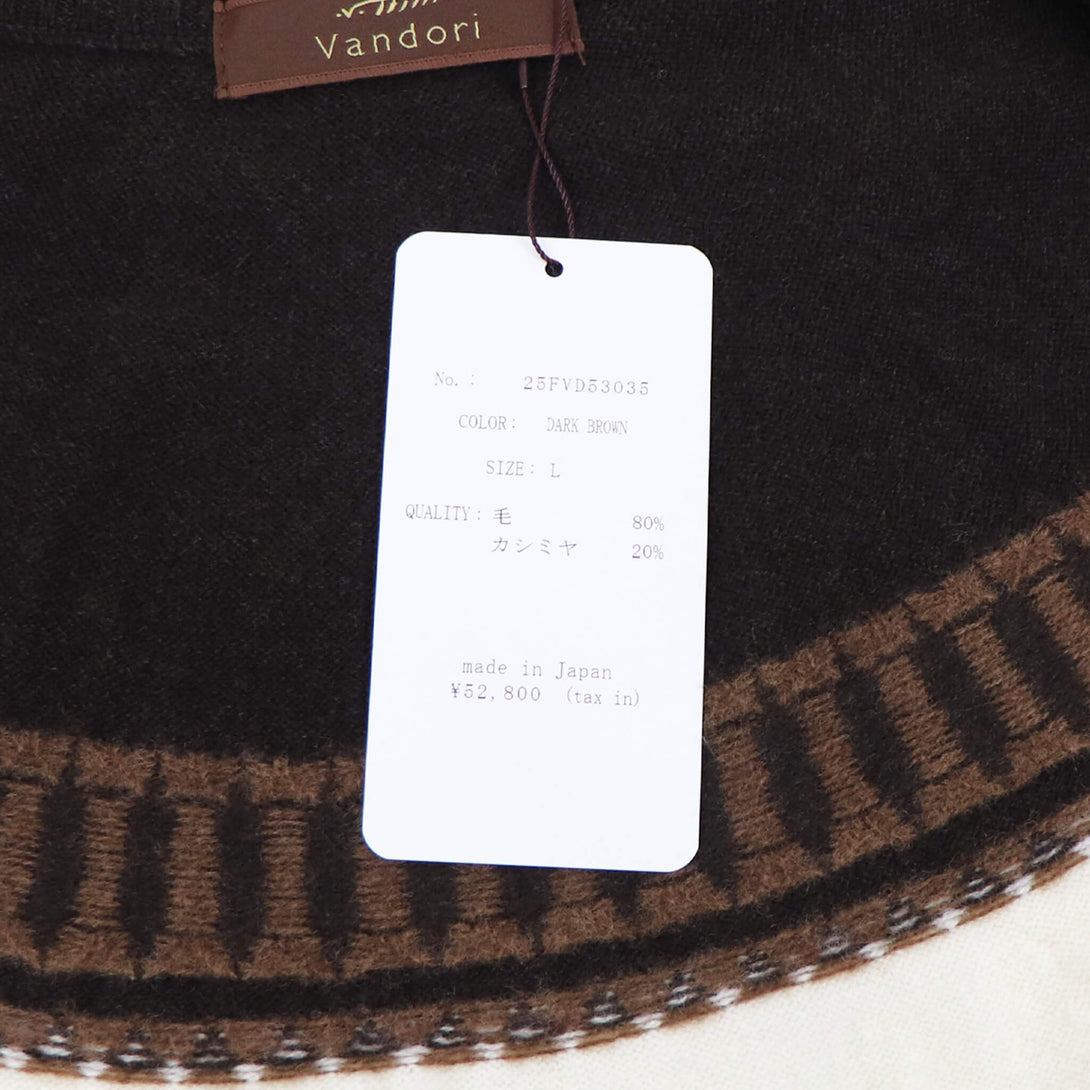 Vandori
No. : 25FVD53035
COLOR: DARK BROWN
SIZE: L
QUALITY: 毛 80%
カシミヤ 20%
made in Japan
¥52,800 (tax in)